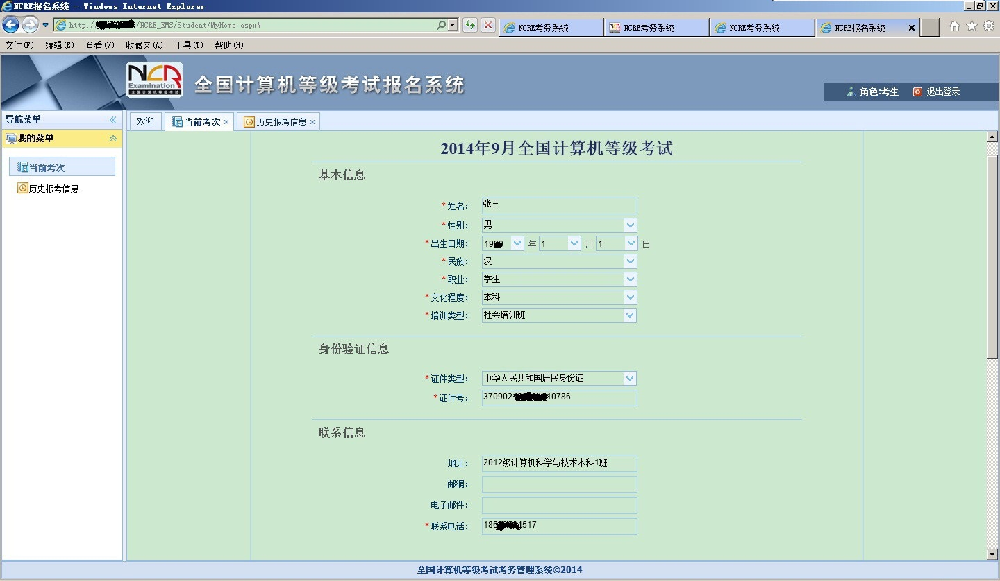 NCRE报名系统 - Windows Internet Explorer
http:/ /NCRE_EMS/Student/MyHome.aspx#
NCRE考务系统 NCRE考务系统 NCRE考务系统 NCRE报名系统
文件(F) 编辑(E) 查看(V) 收藏夹(A) 工具(T) 帮助(H)
NCR
Examination
全国计算机等级考试
全国计算机等级考试报名系统
角色:考生 退出登录
导航菜单
我的菜单
当前考次
历史报考信息
欢迎 当前考次 历史报考信息
2014年9月全国计算机等级考试
基本信息
*姓名: 张三
*性别: 男
*出生日期: 19 年 1 月 1 日
*民族: 汉
*职业: 学生
*文化程度: 本科
*培训类型: 社会培训班
身份验证信息
*证件类型: 中华人民共和国居民身份证
*证件号: 370902 10786
联系信息
地址: 2012级计算机科学与技术本科1班
邮编:
电子邮件:
*联系电话: 186 4517
全国计算机等级考试考务管理系统©2014